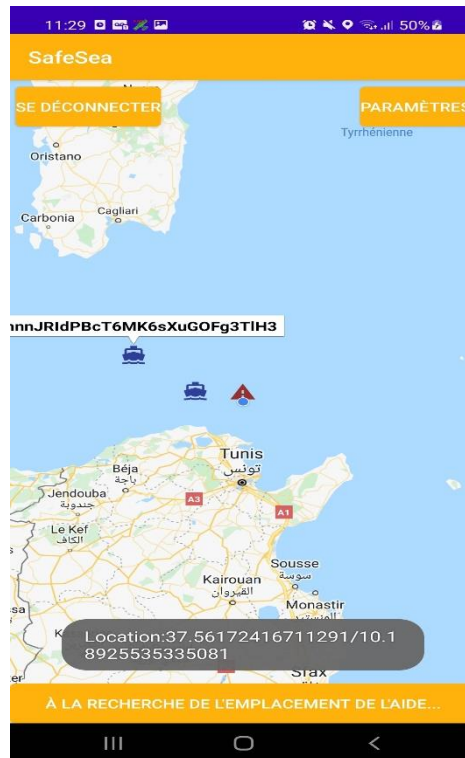 11:29
50%
SafeSea
SE DÉCONNECTER
PARAMÈTRES
Tyrrhénienne
Oristano
Carbonia
Cagliari
nnnJRIdPBcT6MK6sXuGOFg3TlH3
Tunis
تونس
Béja
باجة
Jendouba
جندوبة
A3
A1
Le Kef
الكاف
Sousse
سوسة
Kairouan
القيروان
Monastir
المنستير
Location:37.56172416711291/10.1
8925535335081
Sfax
À LA RECHERCHE DE L'EMPLACEMENT DE L'AIDE...